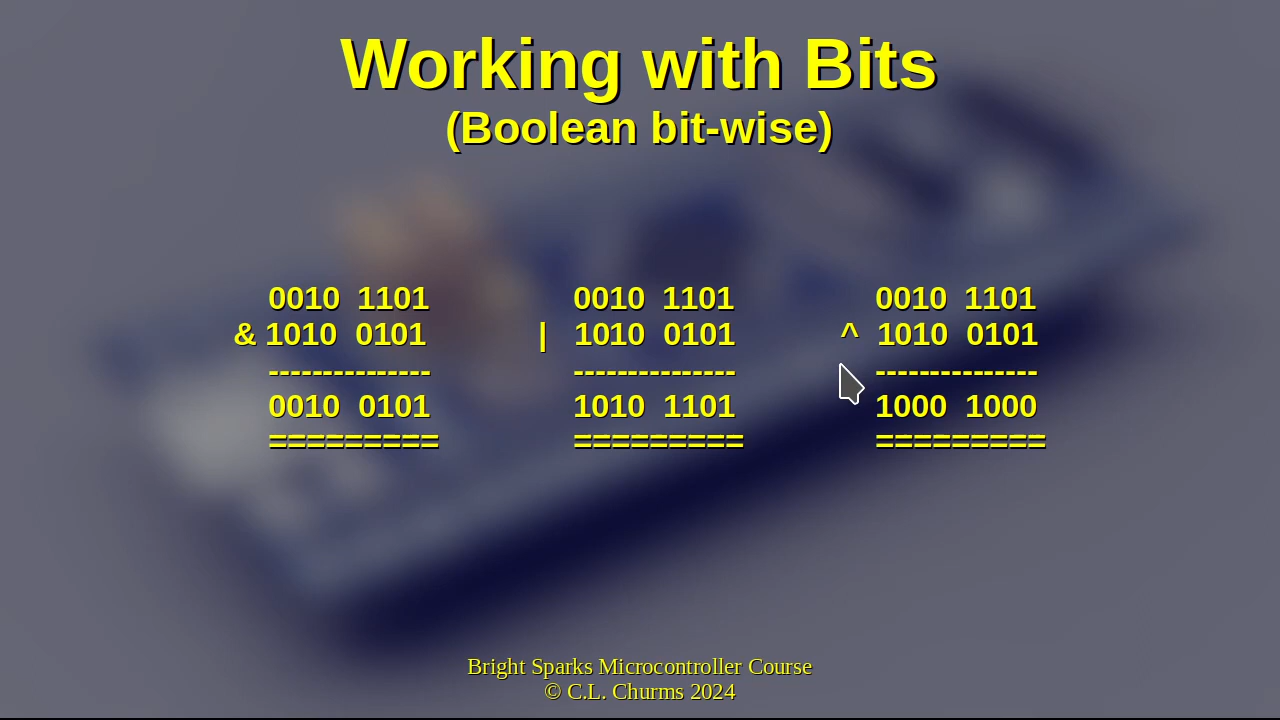 Working with Bits
(Boolean bit-wise)
0010 1101
& 1010 0101
---------------
0010 0101
=========
0010 1101
| 1010 0101
---------------
1010 1101
=========
0010 1101
^ 1010 0101
---------------
1000 1000
=========
Bright Sparks Microcontroller Course
© C.L. Churms 2024